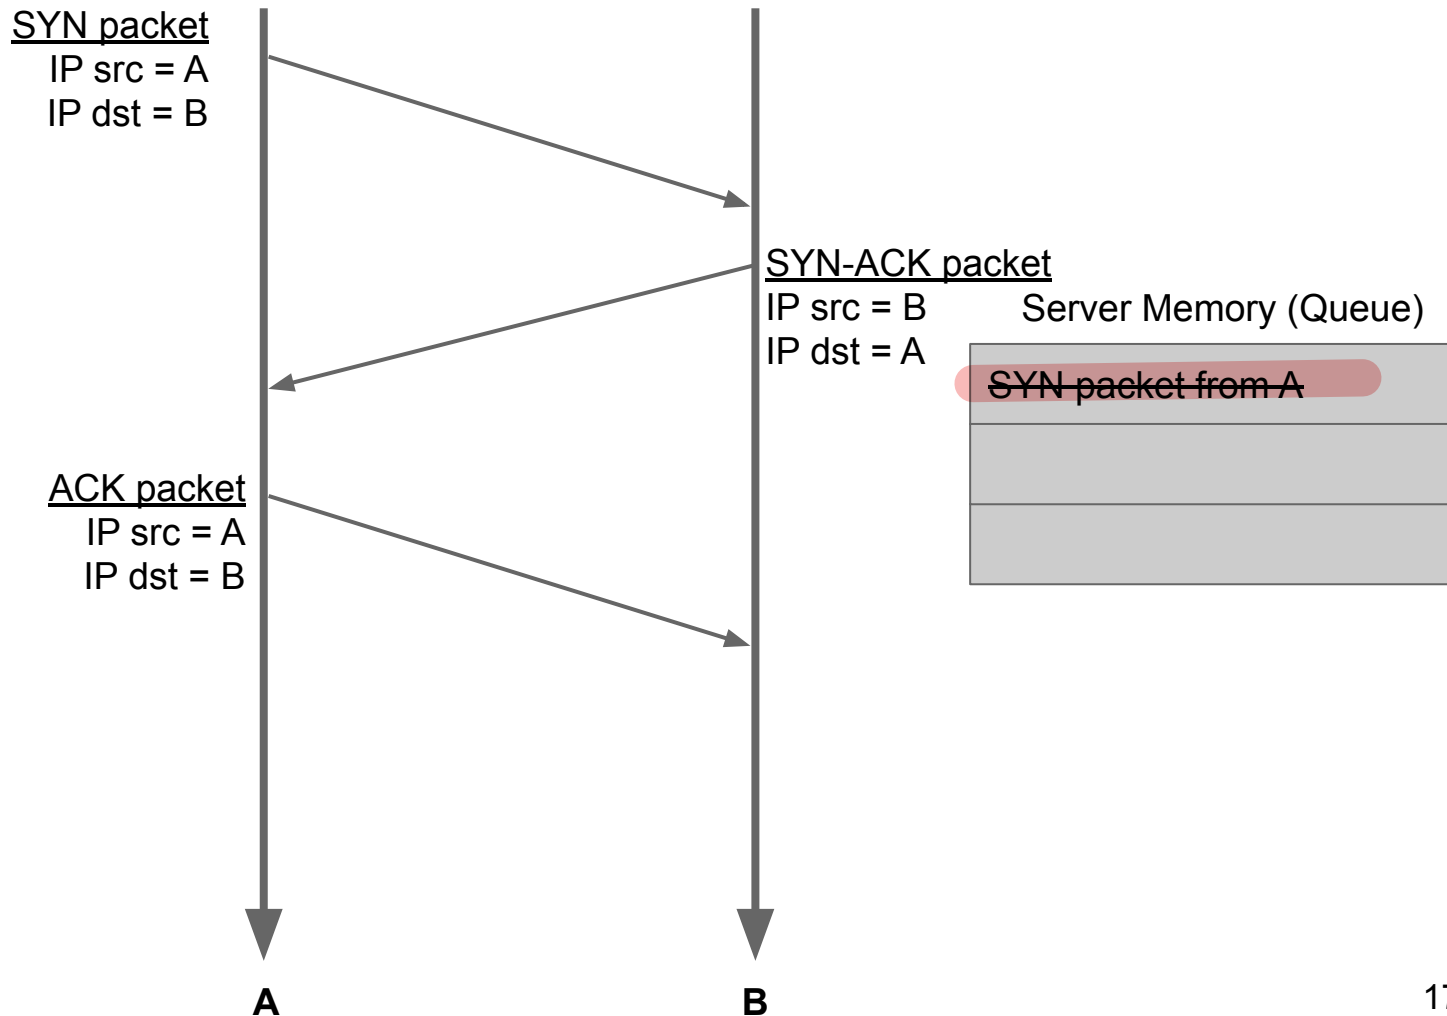 SYN packet
IP src = A
IP dst = B
SYN-ACK packet
IP src = B
IP dst = A
Server Memory (Queue)
SYN packet from A
ACK packet
IP src = A
IP dst = B
A
B
17